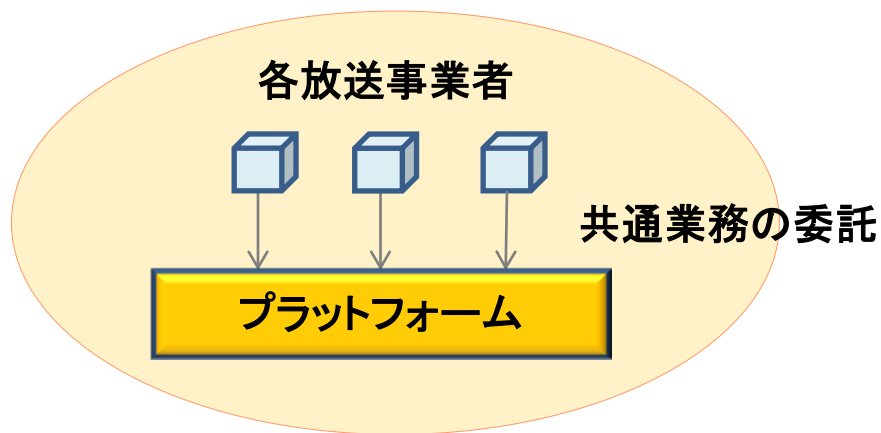 各放送事業者
共通業務の委託
プラットフォーム